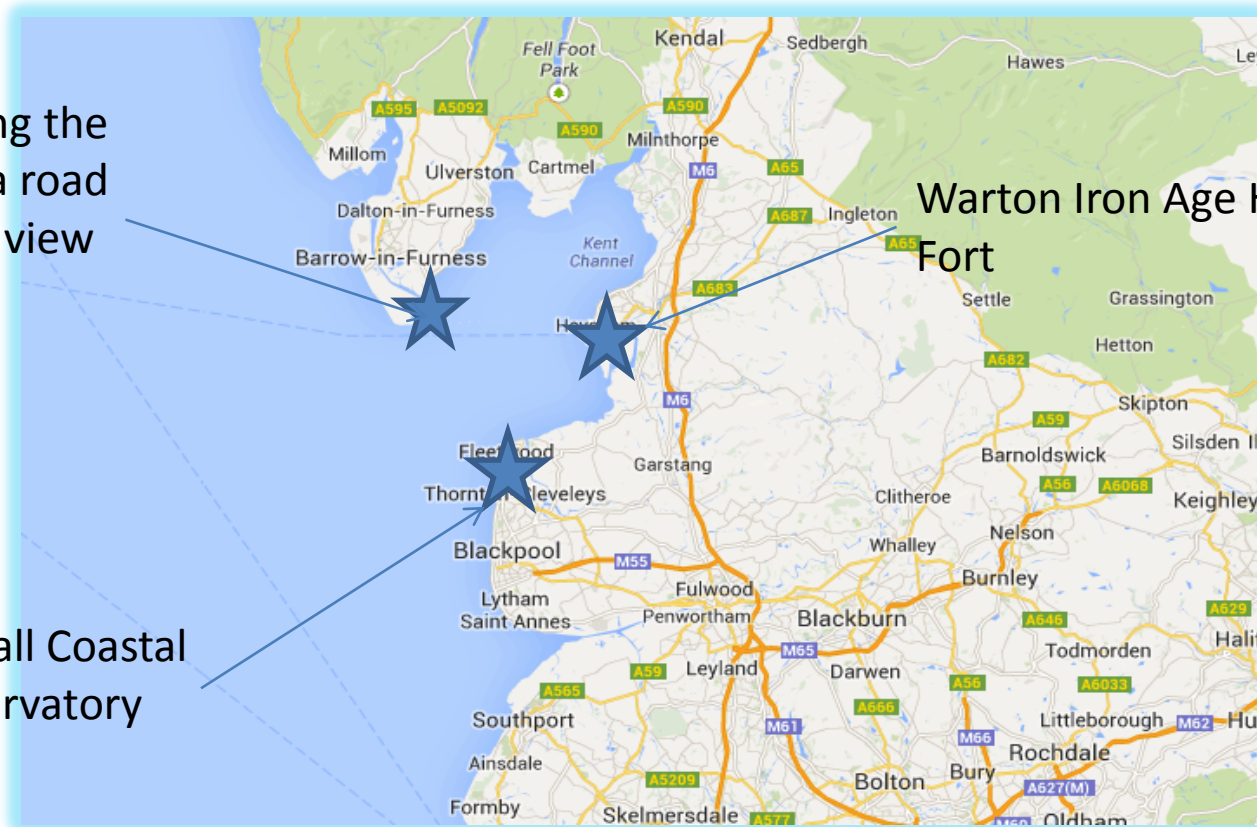 Kendal
Sedbergh
Hawes
Fell Foot
Park
A595
A5092
A590
A590
Milnthorpe
Millom
Ulverston
Cartmel
M6
A65
Dalton-in-Furness
A687
Ingleton
A65
Kent
Channel
Barrow-in-Furness
A683
ng the
a road
view
Warton Iron Age
Fort
Settle
Grassington
Hetton
A682
M6
Skipton
A59
Silsden
Barnoldswick
A56
A6068
Keighley
Garstang
Clitheroe
Nelson
Whalley
Burnley
Blackpool
M55
Fulwood
Lytham
Saint Annes
Penwortham
Blackburn
A646
A629
M65
Todmorden
Leyland
Darwen
A59
A56
A6033
all Coastal
ervatory
A565
A666
Southport
M61
M66
Littleborough
M62
Rochdale
Ainsdale
A5209
Bolton
Bury
A627(M)
Formby
Skelmersdale
A577
Oldham